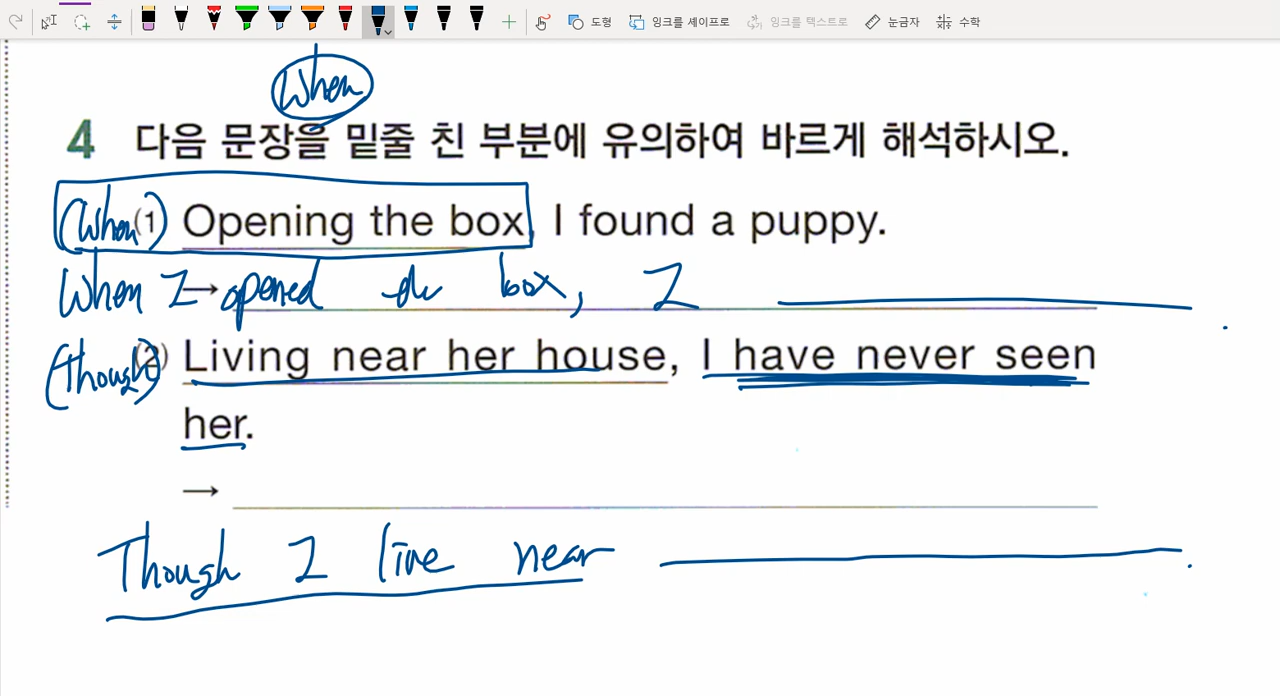 도형 잉크를 셰이프로 잉크를 텍스트로 눈금자 수학
When
4 다음 문장을 밑줄 친 부분에 유의하여 바르게 해석하시오.
(When) (1) Opening the box, I found a puppy.
When I → opened the box, I
(though) (2) Living near her house, I have never seen
her.
→
Though I live near